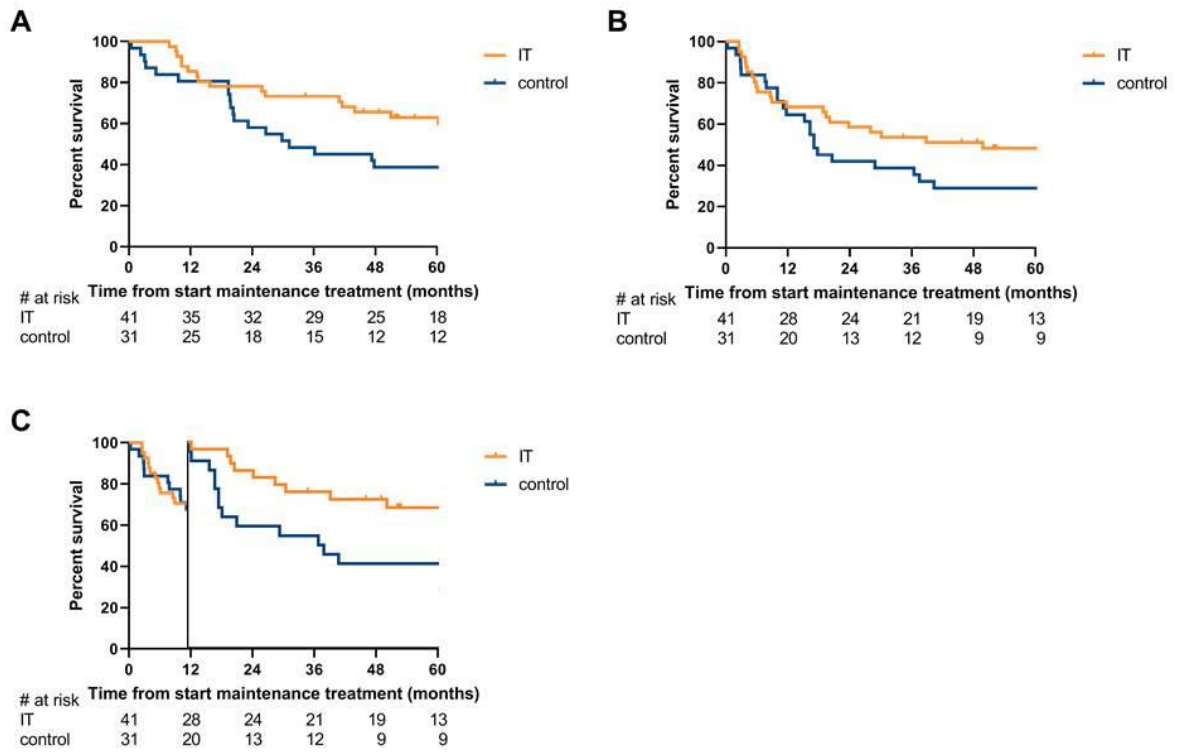 A
100
80
60
40
20
0
Percent survival
IT
control
0 12 24 36 48 60
Time from start maintenance treatment (months)
# at risk
IT 41 35 32 29 25 18
control 31 25 18 15 12 12
B
100
80
60
40
20
0
Percent survival
IT
control
0 12 24 36 48 60
Time from start maintenance treatment (months)
# at risk
IT 41 28 24 21 19 13
control 31 20 13 12 9 9
C
100
80
60
40
20
0
Percent survival
IT
control
0 12 24 36 48 60
Time from start maintenance treatment (months)
# at risk
IT 41 28 24 21 19 13
control 31 20 13 12 9 9